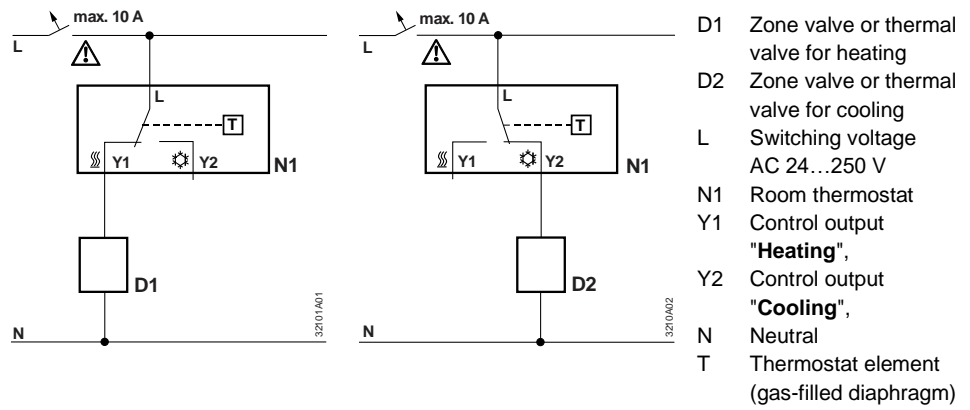 max. 10 A
L
L
T
Y1
Y2
N1
D1
N
32101A01
max. 10 A
L
L
T
Y1
Y2
N1
D2
N
3210A02
D1 Zone valve or thermal
valve for heating
D2 Zone valve or thermal
valve for cooling
L Switching voltage
AC 24…250 V
N1 Room thermostat
Y1 Control output
"Heating",
Y2 Control output
"Cooling",
N Neutral
T Thermostat element
(gas-filled diaphragm)